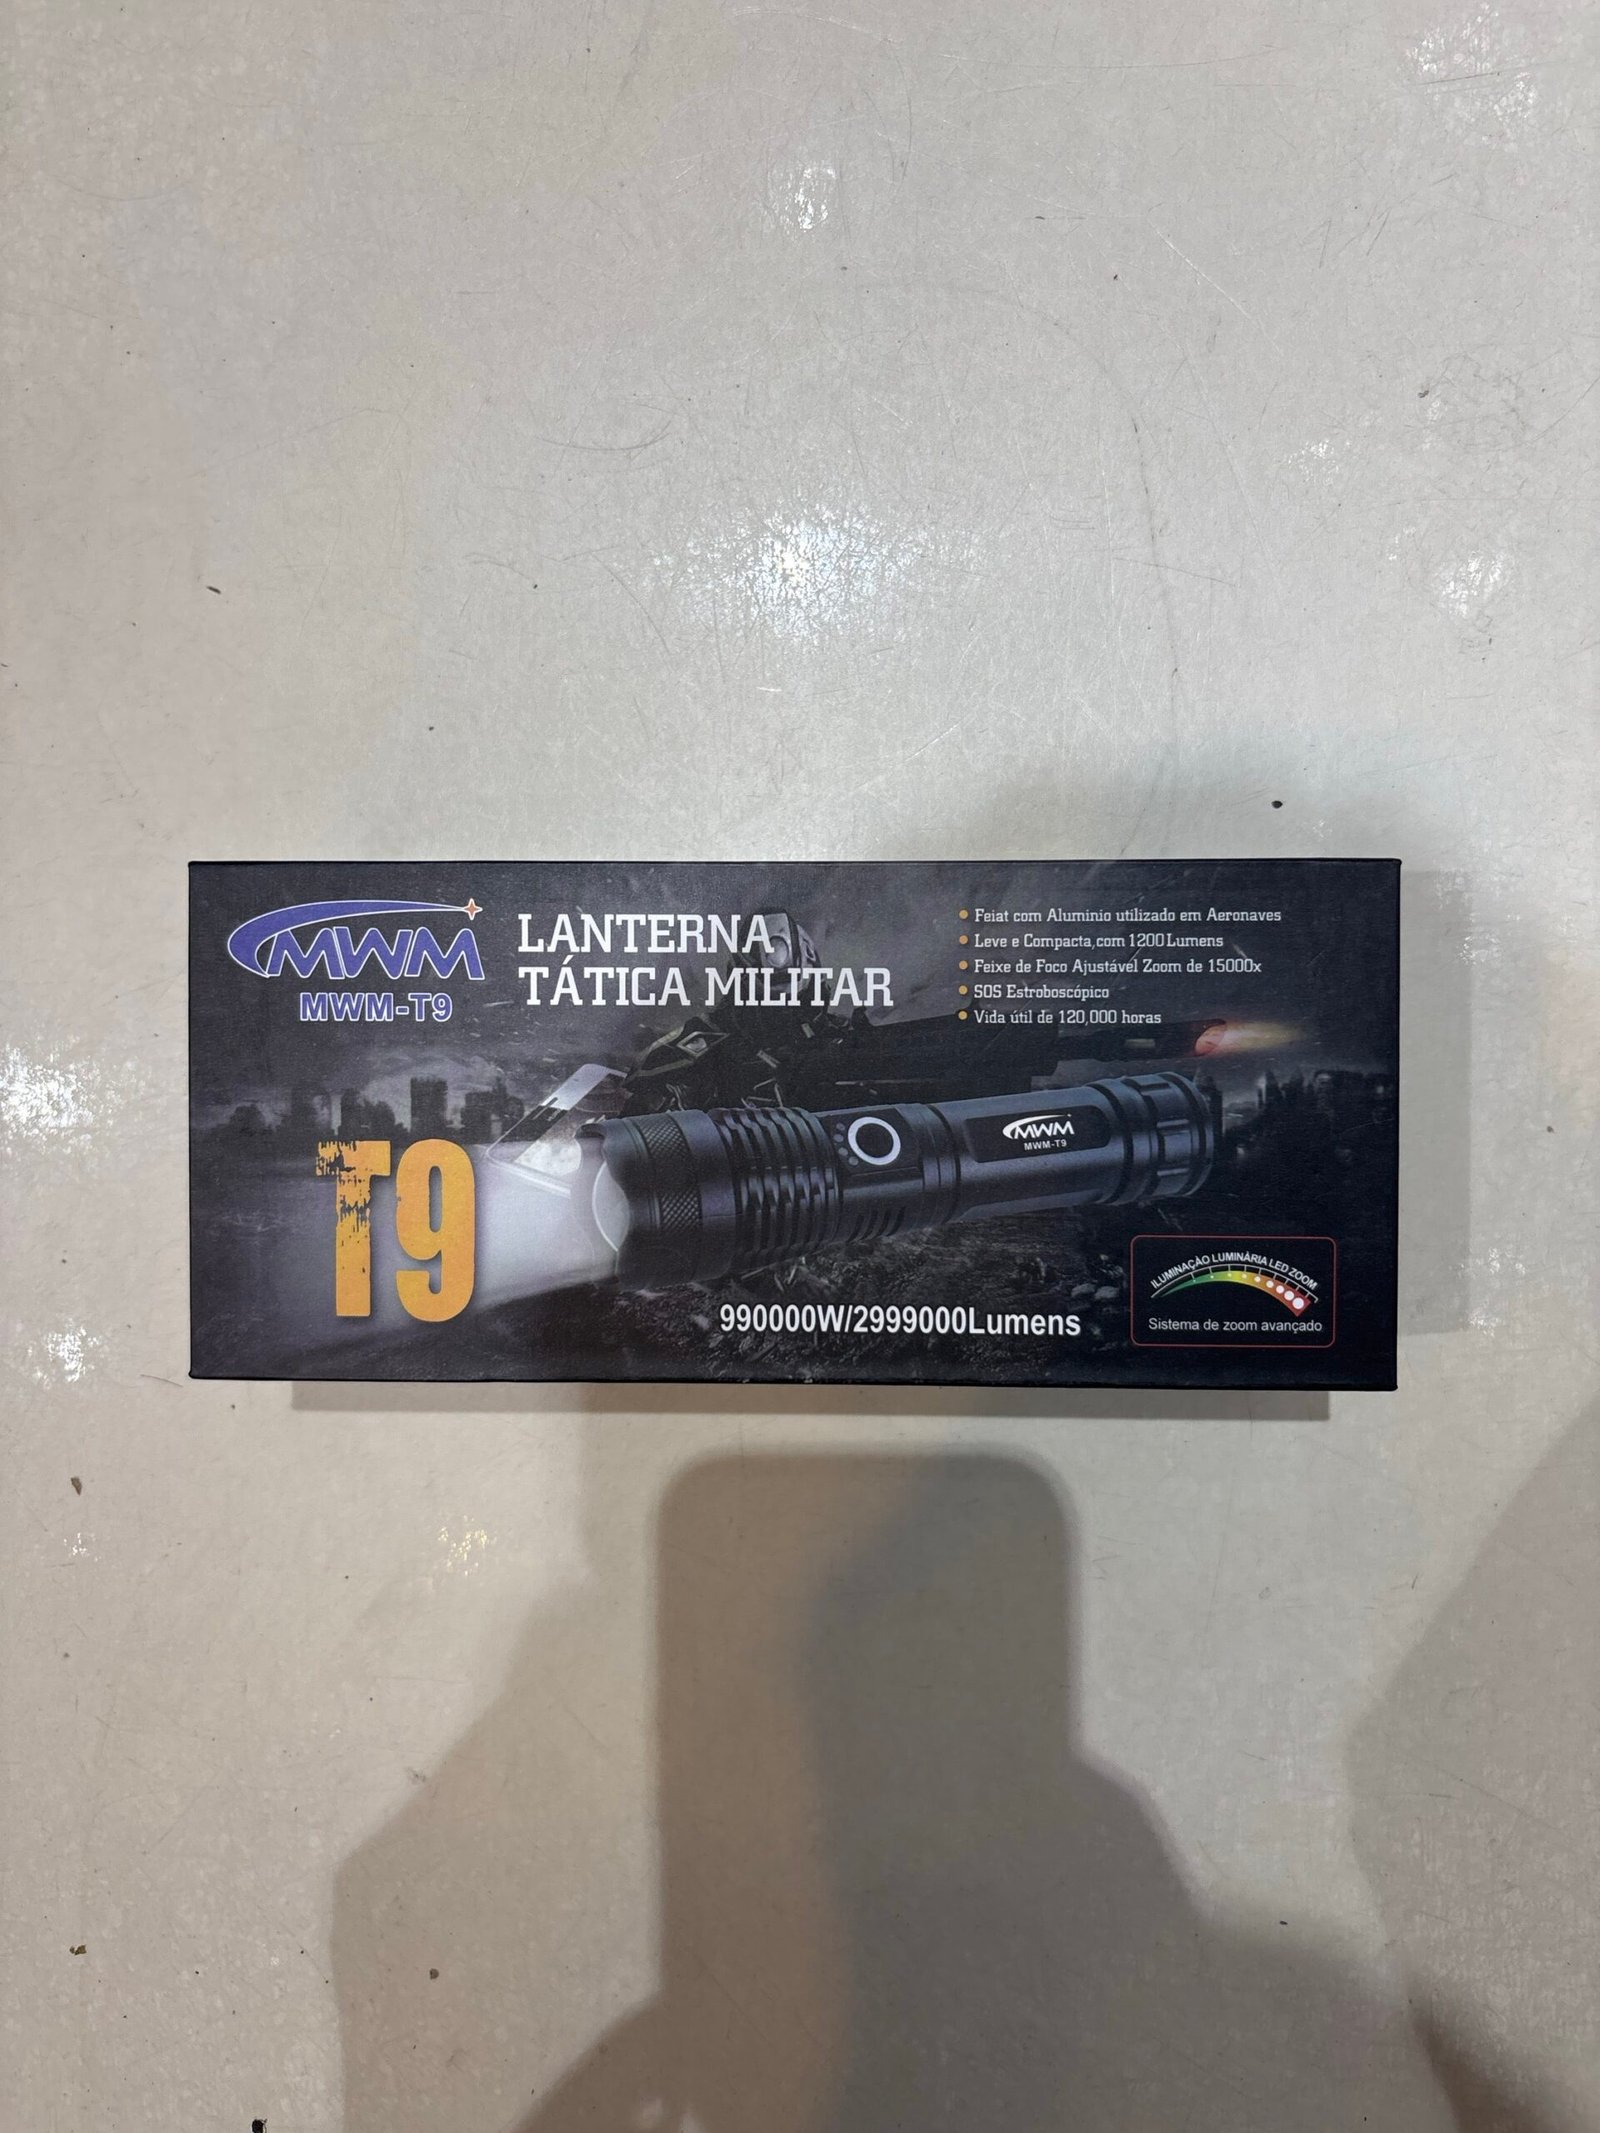 MWM
MWM-T9
LANTERNA
TÁTICA MILITAR
Feiat com Aluminio utilizado em Aeronaves
Leve e Compacta,com 1200 Lumens
Feixe de Foco Ajustável Zoom de 15000x
SOS Estroboscópico
Vida útil de 120,000 horas
T9
MWM
MWM-T9
990000W/2999000Lumens
ILUMINAÇÃO LUMINÁRIA LED ZOOM
Sistema de zoom avançado